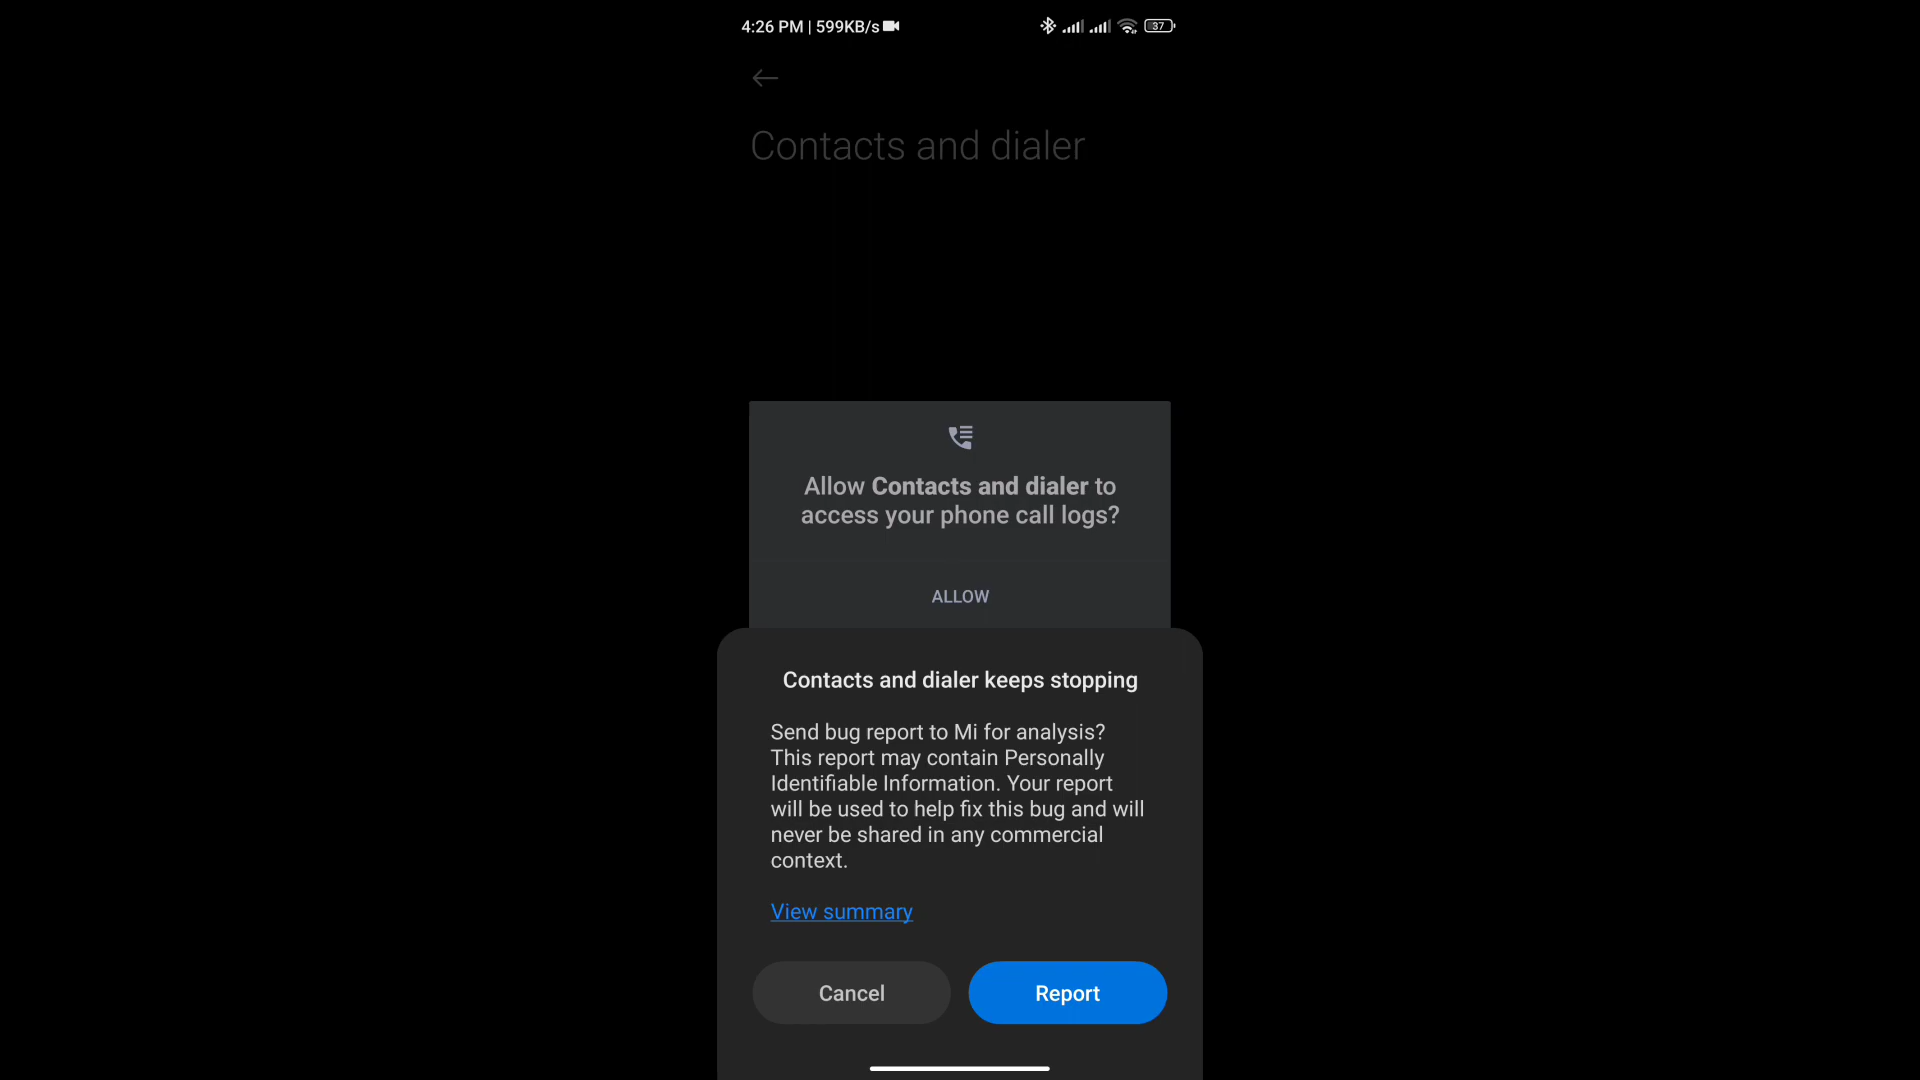 4:26 PM | 599KB/s 37
Contacts and dialer
Allow Contacts and dialer to
access your phone call logs?
ALLOW
Contacts and dialer keeps stopping
Send bug report to Mi for analysis?
This report may contain Personally
Identifiable Information. Your report
will be used to help fix this bug and will
never be shared in any commercial
context.
View summary
Cancel Report